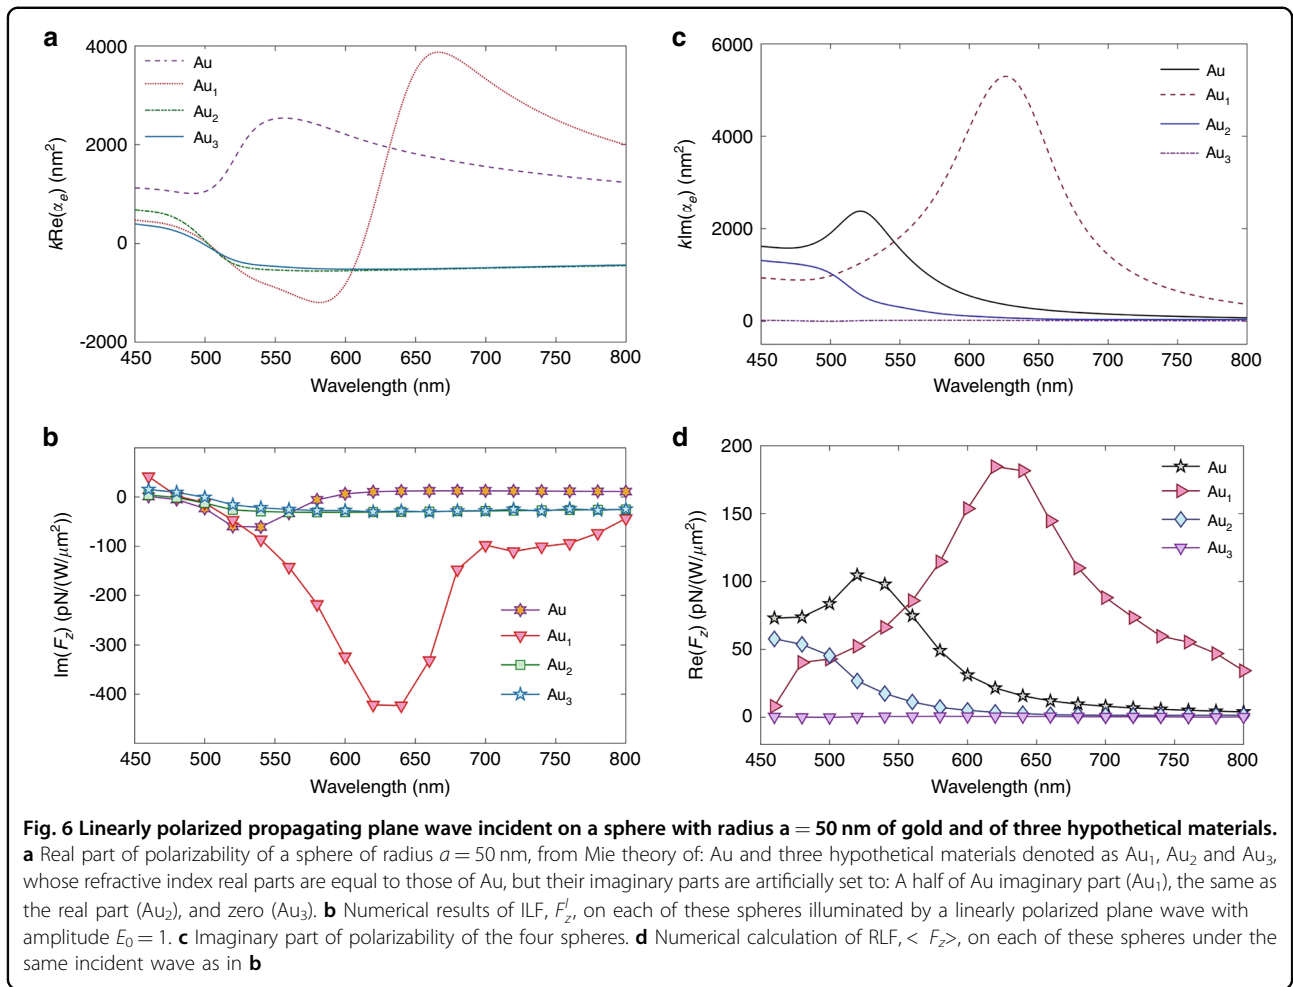 a
4000
2000
0
-2000
kRe(αₑ) (nm²)
Au
Au₁
Au₂
Au₃
450 500 550 600 650 700 750 800
Wavelength (nm)
c
6000
4000
2000
0
kIm(αₑ) (nm²)
Au
Au₁
Au₂
Au₃
450 500 550 600 650 700 750 800
Wavelength (nm)
b
0
-100
-200
-300
-400
Im(F_z) (pN/(W/μm²))
Au
Au₁
Au₂
Au₃
450 500 550 600 650 700 750 800
Wavelength (nm)
d
200
150
100
50
0
Re(F_z) (pN/(W/μm²))
Au
Au₁
Au₂
Au₃
450 500 550 600 650 700 750 800
Wavelength (nm)
Fig. 6 Linearly polarized propagating plane wave incident on a sphere with radius a = 50 nm of gold and of three hypothetical materials.
a Real part of polarizability of a sphere of radius a = 50 nm, from Mie theory of: Au and three hypothetical materials denoted as Au₁, Au₂ and Au₃,
whose refractive index real parts are equal to those of Au, but their imaginary parts are artificially set to: A half of Au imaginary part (Au₁), the same as
the real part (Au₂), and zero (Au₃). b Numerical results of ILF, F_z^I, on each of these spheres illuminated by a linearly polarized plane wave with
amplitude E₀ = 1. c Imaginary part of polarizability of the four spheres. d Numerical calculation of RLF, < F_z>, on each of these spheres under the
same incident wave as in b